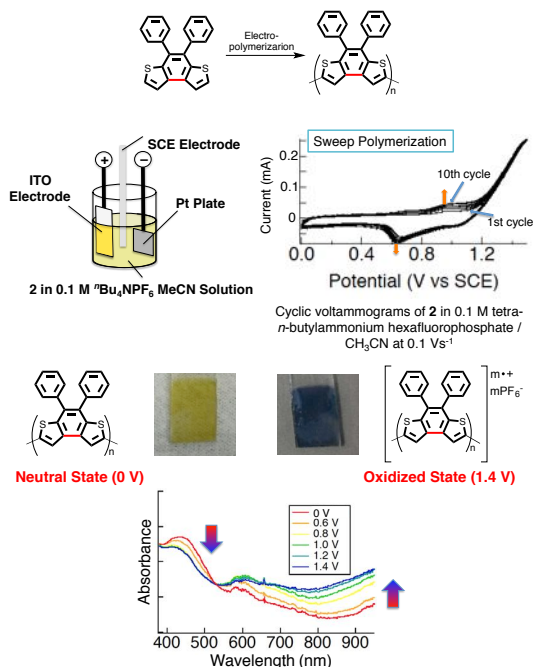 Electro-
polymerizarion
S
S
S
S
n
SCE Electrode
+
−
ITO
Electrode
Pt Plate
2 in 0.1 M ⁿBu₄NPF₆ MeCN Solution
Sweep Polymerization
Current (mA)
0.2
0.1
0
10th cycle
1st cycle
0.0
0.4
0.8
1.2
Potential (V vs SCE)
Cyclic voltammograms of 2 in 0.1 M tetra-
n-butylammonium hexafluorophosphate /
CH₃CN at 0.1 Vs⁻¹
S
S
n
Neutral State (0 V)
m•+
mPF₆⁻
S
S
n
Oxidized State (1.4 V)
Absorbance
0 V
0.6 V
0.8 V
1.0 V
1.2 V
1.4 V
400
500
600
700
800
900
Wavelength (nm)